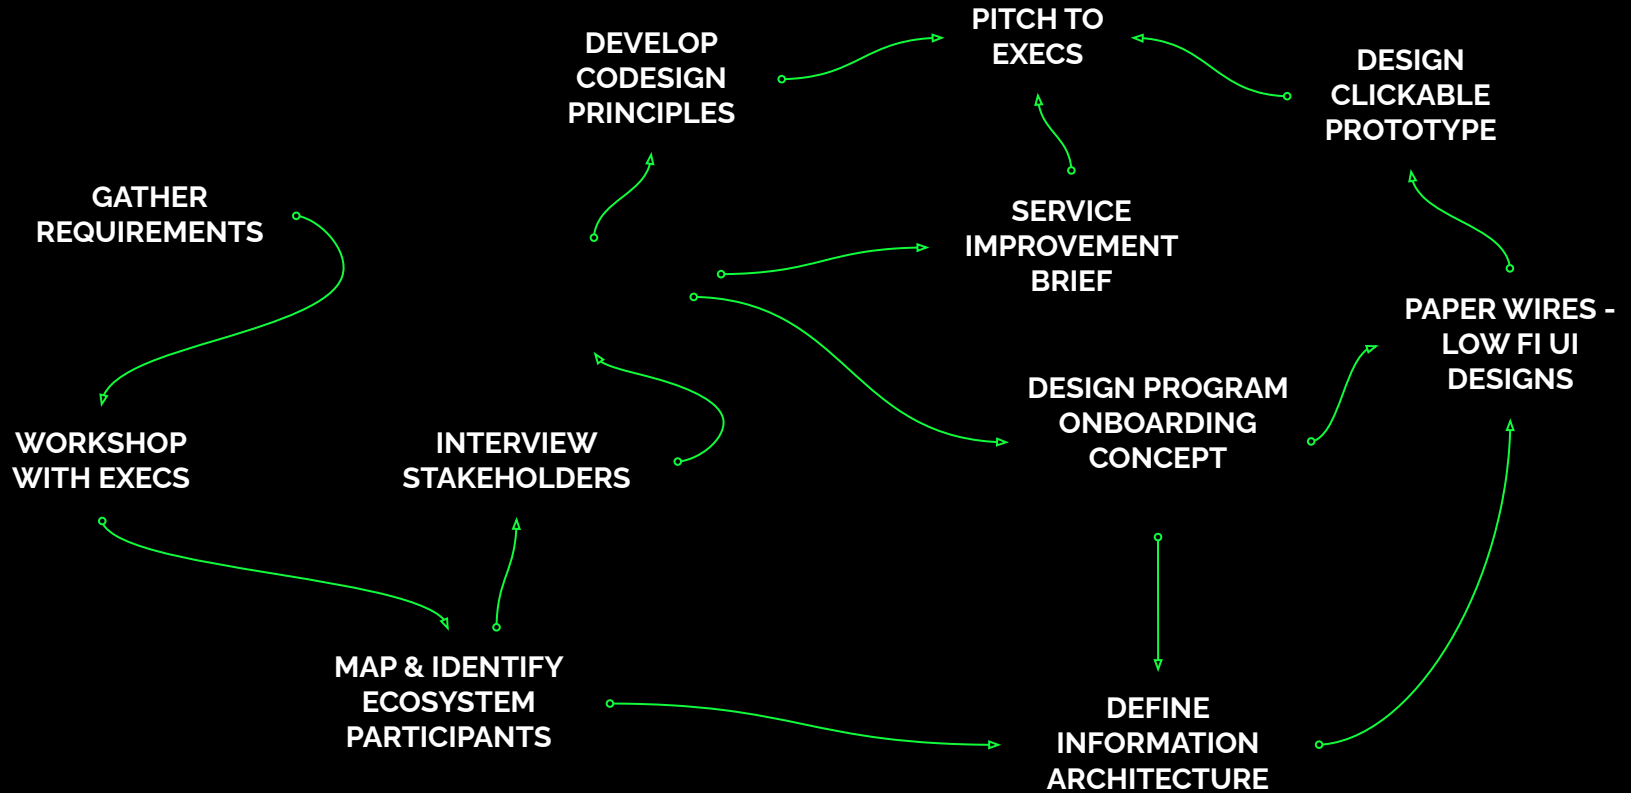 GATHER
REQUIREMENTS
WORKSHOP
WITH EXECS
MAP & IDENTIFY
ECOSYSTEM
PARTICIPANTS
INTERVIEW
STAKEHOLDERS
DEVELOP
CODESIGN
PRINCIPLES
PITCH TO
EXECS
SERVICE
IMPROVEMENT
BRIEF
DESIGN PROGRAM
ONBOARDING
CONCEPT
DEFINE
INFORMATION
ARCHITECTURE
DESIGN
CLICKABLE
PROTOTYPE
PAPER WIRES -
LOW FI UI
DESIGNS